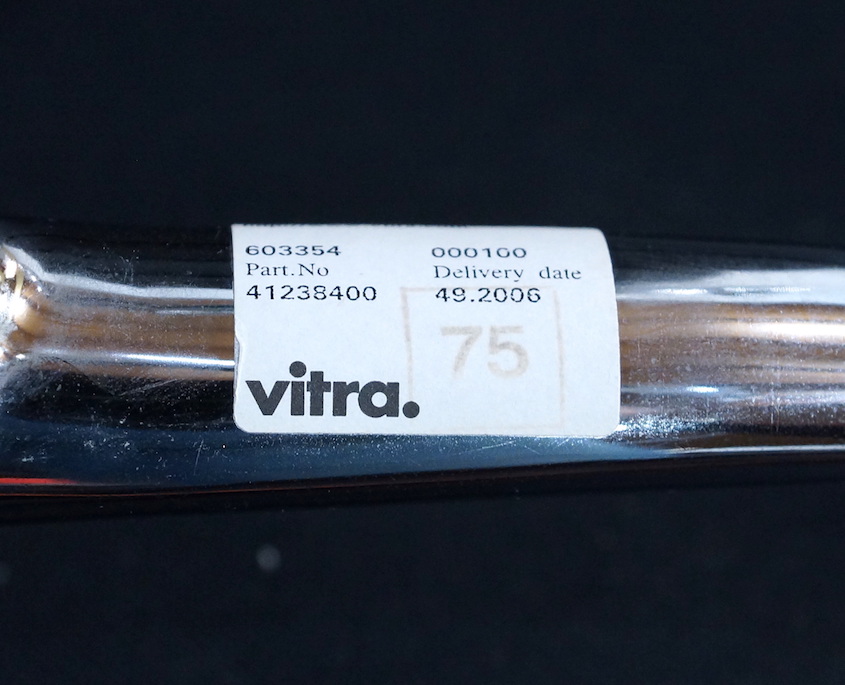 603354 000100
Part.No Delivery date
41238400 49.2006
75
vitra.